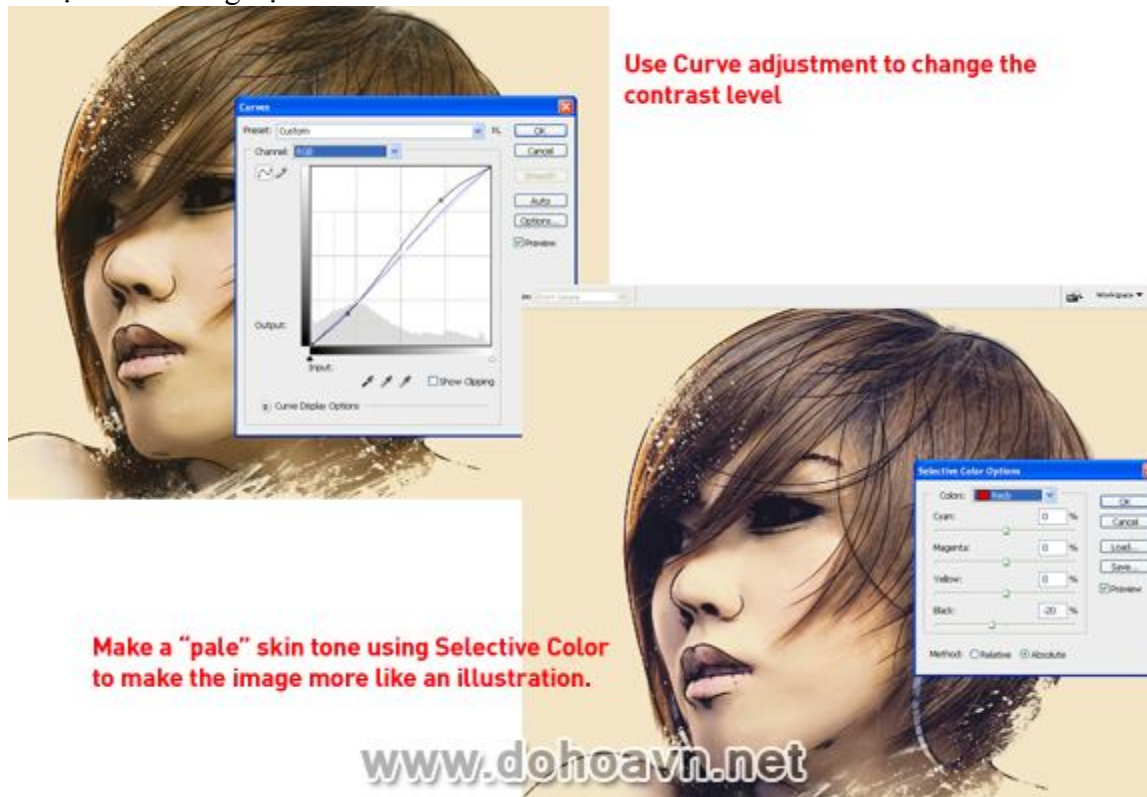 Use Curve adjustment to change the
contrast level
Curves
Preset: Custom
OK
Channel: RGB
Cancel
Smooth
Auto
Options...
Preview
Output:
Input:
Show Clipping
Curve Display Options
Workspace
Selective Color Options
Colors: Reds
OK
Cyan: 0 %
Cancel
Magenta: 0 %
Load...
Save...
Yellow: 0 %
Preview
Black: -20 %
Method: Relative Absolute
Make a “pale” skin tone using Selective Color
to make the image more like an illustration.
www.dohoavn.net